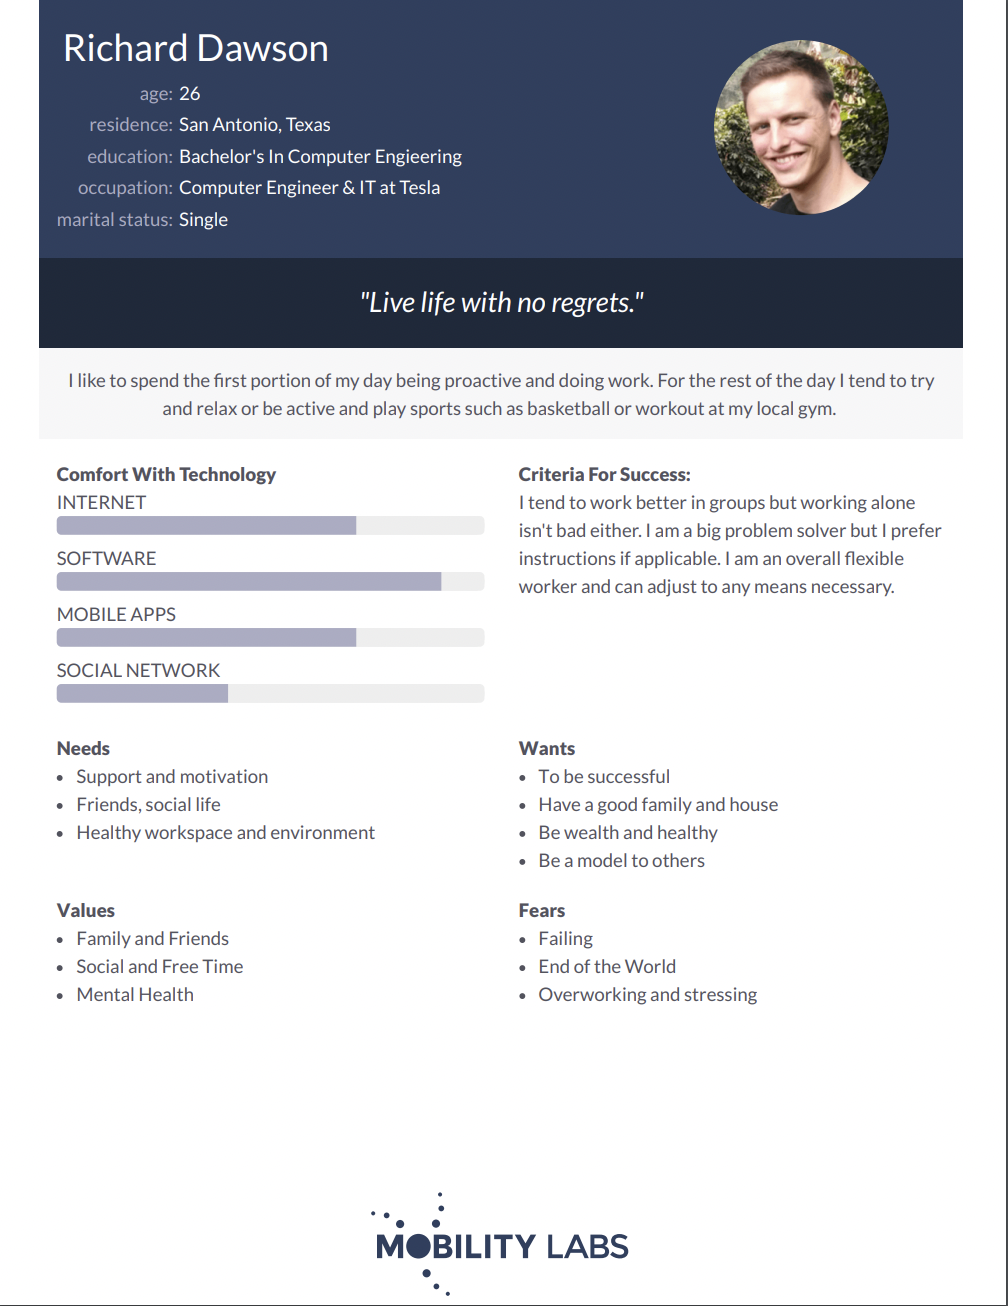 Richard Dawson
age: 26
residence: San Antonio, Texas
education: Bachelor's In Computer Engieering
occupation: Computer Engineer & IT at Tesla
marital status: Single
"Live life with no regrets."
I like to spend the first portion of my day being proactive and doing work. For the rest of the day I tend to try
and relax or be active and play sports such as basketball or workout at my local gym.
Comfort With Technology
INTERNET
SOFTWARE
MOBILE APPS
SOCIAL NETWORK
Criteria For Success:
I tend to work better in groups but working alone
isn't bad either. I am a big problem solver but I prefer
instructions if applicable. I am an overall flexible
worker and can adjust to any means necessary.
Needs
• Support and motivation
• Friends, social life
• Healthy workspace and environment
Wants
• To be successful
• Have a good family and house
• Be wealth and healthy
• Be a model to others
Values
• Family and Friends
• Social and Free Time
• Mental Health
Fears
• Failing
• End of the World
• Overworking and stressing
MOBILITY LABS